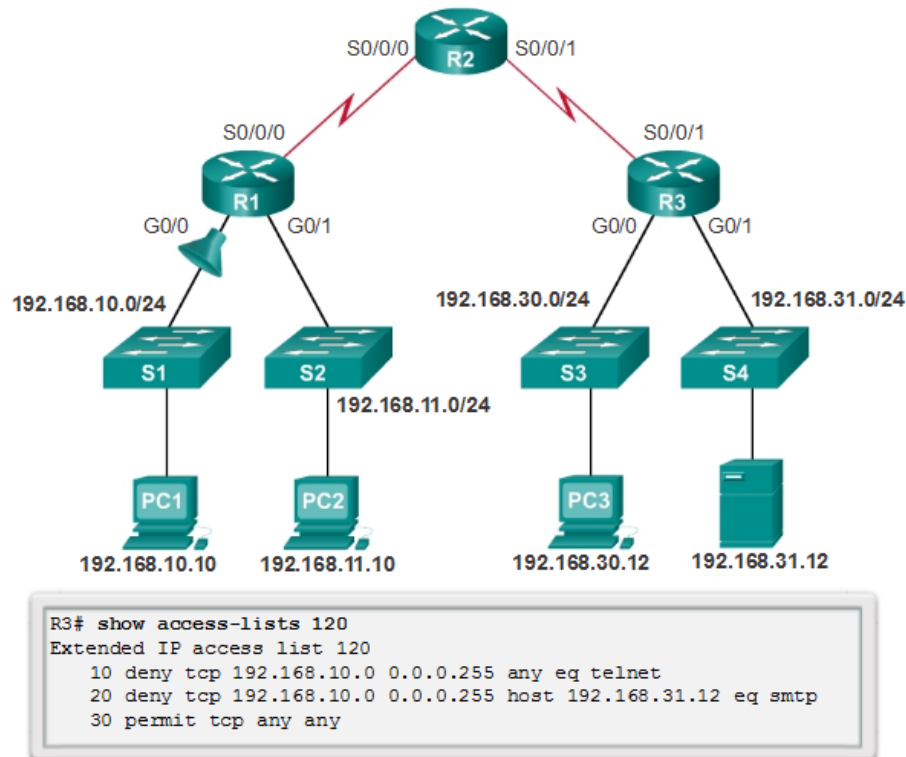 R2
S0/0/0
S0/0/1
S0/0/0
S0/0/1
R1
R3
G0/0
G0/1
G0/0
G0/1
192.168.10.0/24
192.168.30.0/24
192.168.31.0/24
S1
S2
S3
S4
192.168.11.0/24
PC1
PC2
PC3
192.168.10.10
192.168.11.10
192.168.30.12
192.168.31.12
R3# show access-lists 120
Extended IP access list 120
10 deny tcp 192.168.10.0 0.0.0.255 any eq telnet
20 deny tcp 192.168.10.0 0.0.0.255 host 192.168.31.12 eq smtp
30 permit tcp any any